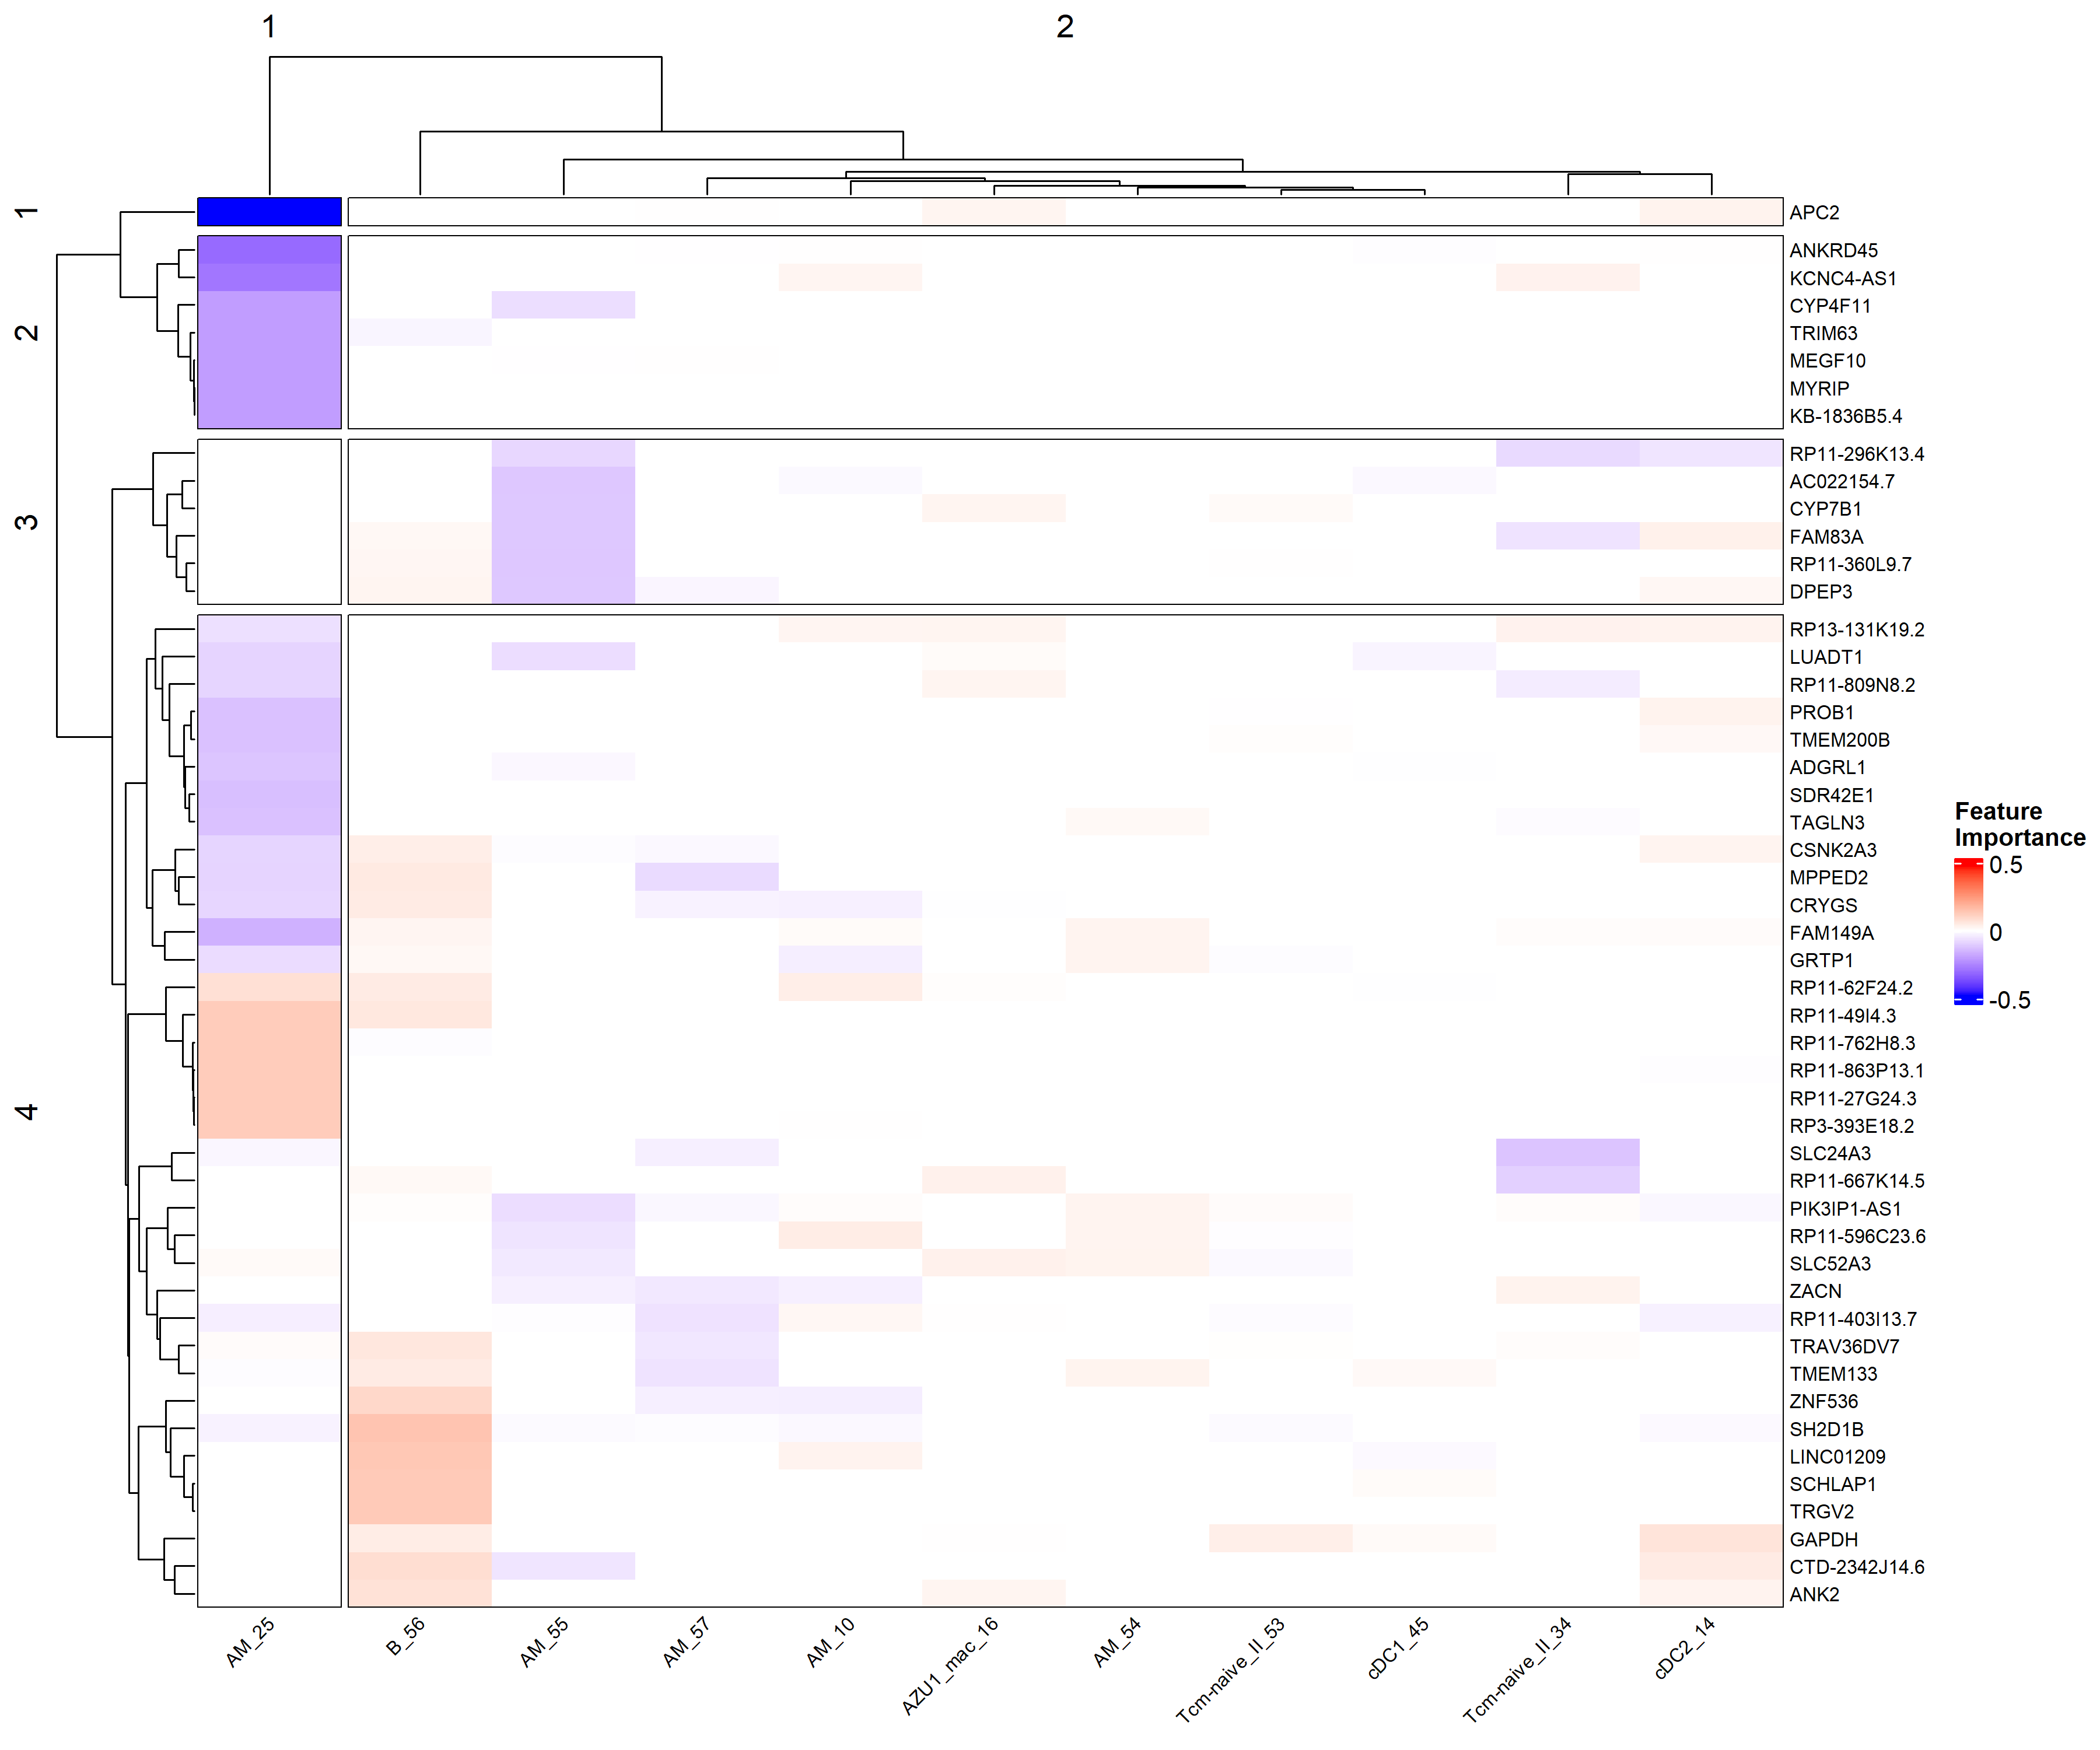 1
2
1
2
3
4
APC2
ANKRD45
KCNC4-AS1
CYP4F11
TRIM63
MEGF10
MYRIP
KB-1836B5.4
RP11-296K13.4
AC022154.7
CYP7B1
FAM83A
RP11-360L9.7
DPEP3
RP13-131K19.2
LUADT1
RP11-809N8.2
PROB1
TMEM200B
ADGRL1
SDR42E1
TAGLN3
CSNK2A3
MPPED2
CRYGS
FAM149A
GRTP1
RP11-62F24.2
RP11-49I4.3
RP11-762H8.3
RP11-863P13.1
RP11-27G24.3
RP3-393E18.2
SLC24A3
RP11-667K14.5
PIK3IP1-AS1
RP11-596C23.6
SLC52A3
ZACN
RP11-403I13.7
TRAV36DV7
TMEM133
ZNF536
SH2D1B
LINC01209
SCHLAP1
TRGV2
GAPDH
CTD-2342J14.6
ANK2
Feature
Importance
0.5
0
-0.5
AM_25
B_56
AM_55
AM_57
AM_10
AZU1_mac_16
AM_54
Tcm-naive_II_53
cDC1_45
Tcm-naive_II_34
cDC2_14